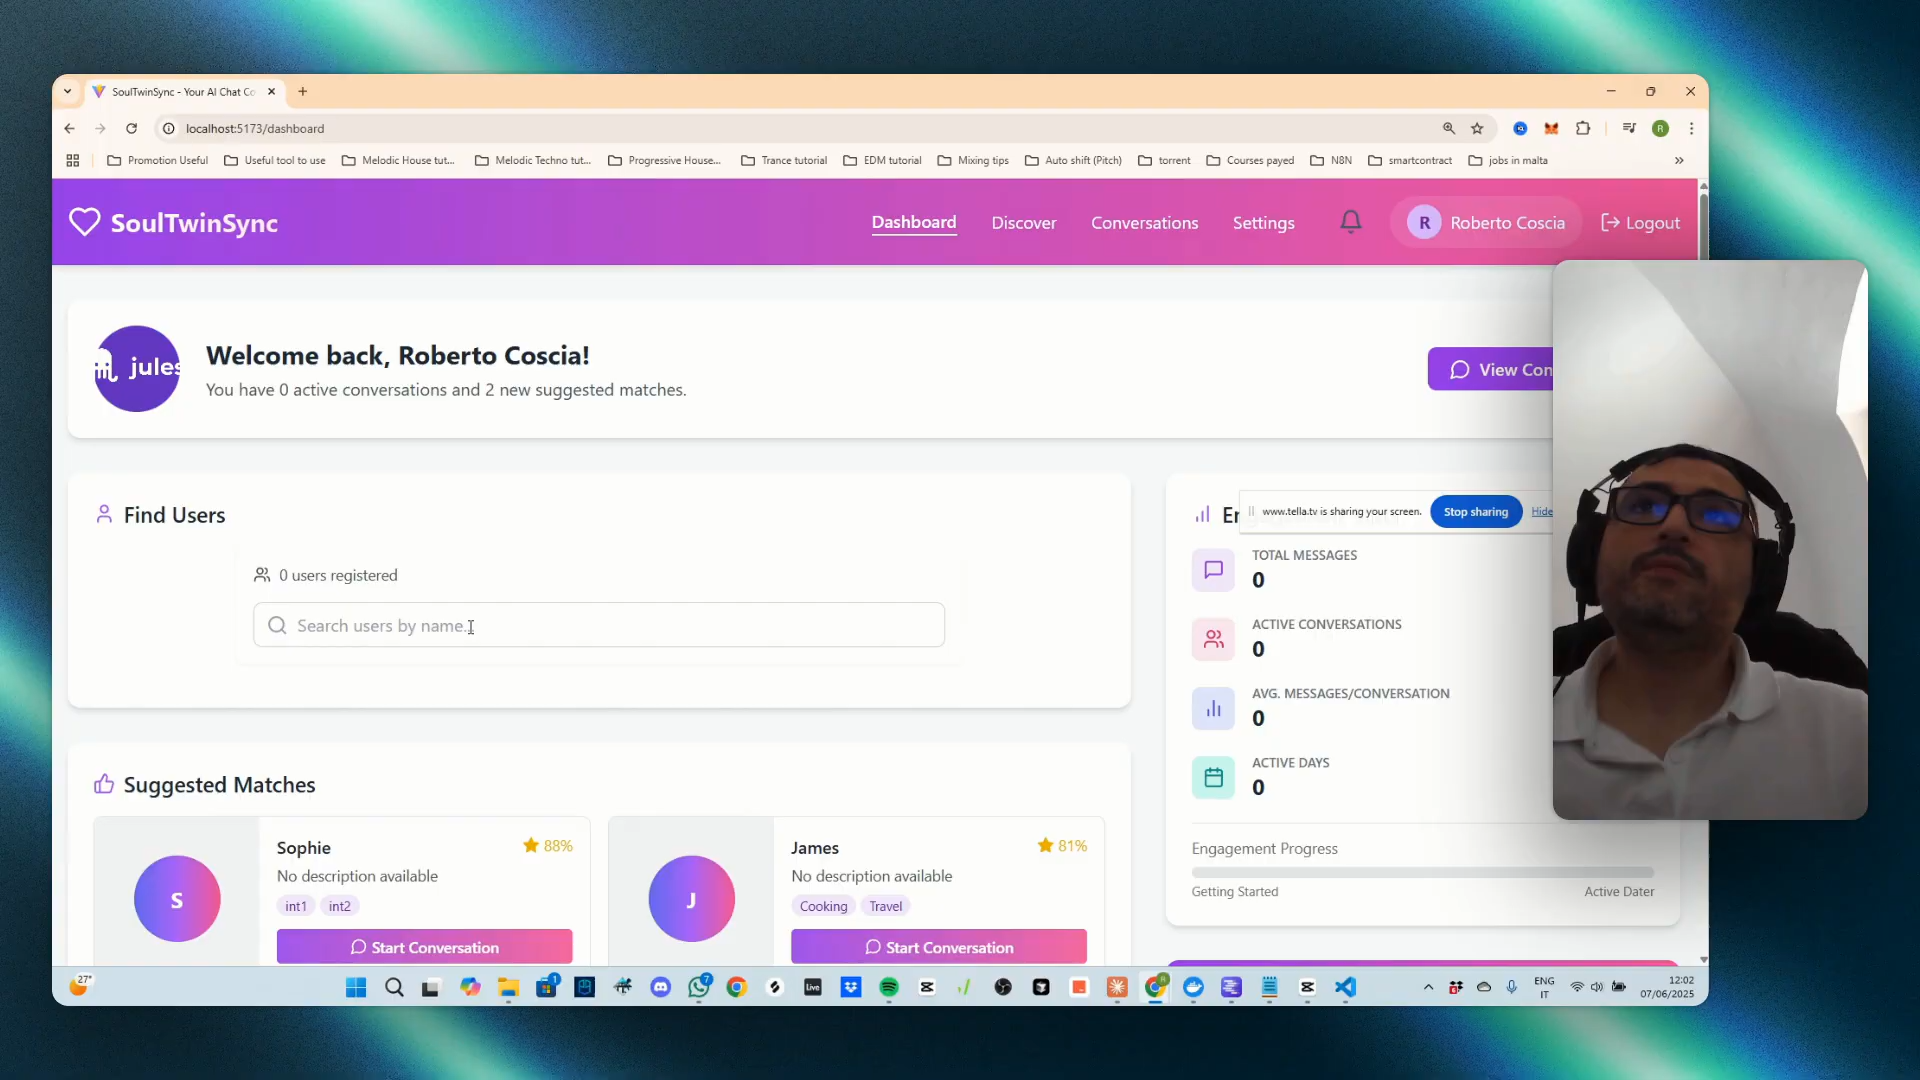 SoulTwinSync - Your AI Chat Co
localhost:5173/dashboard
R
Promotion Useful
Useful tool to use
Melodic House tut...
Melodic Techno tut...
Progressive House...
Trance tutorial
EDM tutorial
Mixing tips
Auto shift (Pitch)
torrent
Courses payed
N8N
smartcontract
jobs in malta
»
SoulTwinSync
Dashboard
Discover
Conversations
Settings
R
Roberto Coscia
Logout
jules
Welcome back, Roberto Coscia!
You have 0 active conversations and 2 new suggested matches.
View Con
Find Users
0 users registered
Search users by name.
www.tella.tv is sharing your screen.
Stop sharing
Hide
TOTAL MESSAGES
0
ACTIVE CONVERSATIONS
0
AVG. MESSAGES/CONVERSATION
0
ACTIVE DAYS
0
Engagement Progress
Getting Started
Active Dater
Suggested Matches
S
Sophie
88%
No description available
int1
int2
Start Conversation
J
James
81%
No description available
Cooking
Travel
Start Conversation
27°
1
Live
7
ENG
IT
12:02
07/06/2025